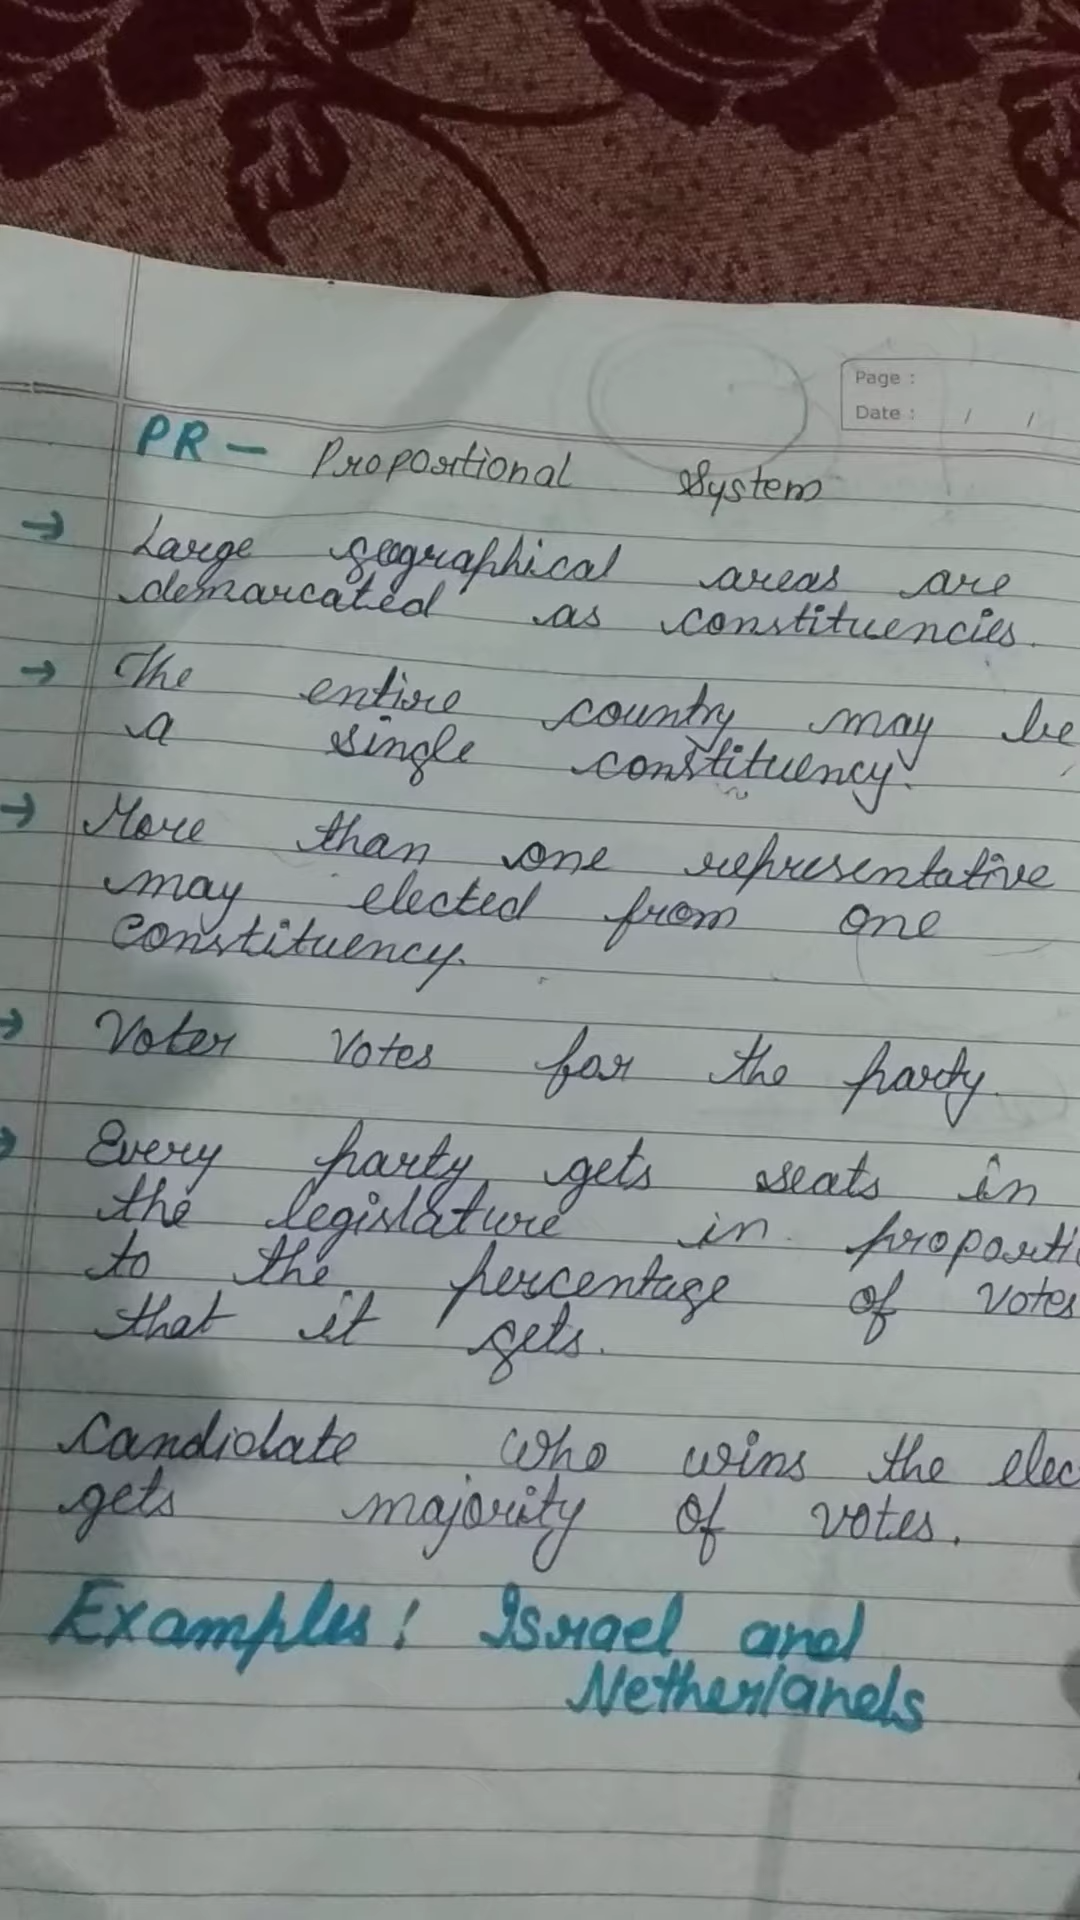 Page :
Date : / /
PR - Proportional System
→ Large geographical areas are
demarcated as constituencies.
→ The entire country may be
a single constituency.
→ More than one representative
may elected from one
constituency.
→ Voter votes for the party.
→ Every party gets seats in
the legislature in proporti
to the percentage of votes
that it gets.
Candidate who wins the elec
gets majority of votes.
Examples: Israel and
Netherlands